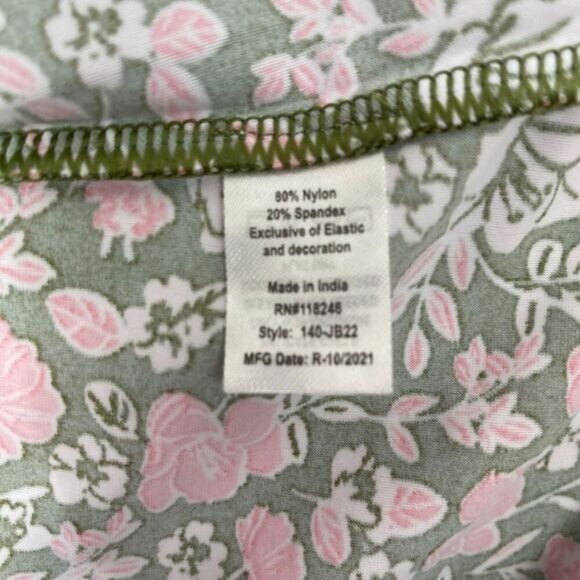 80% Nylon
20% Spandex
Exclusive of Elastic
and decoration
Made in India
RN#118248
Style: 140-JB22
MFG Date: R-10/2021